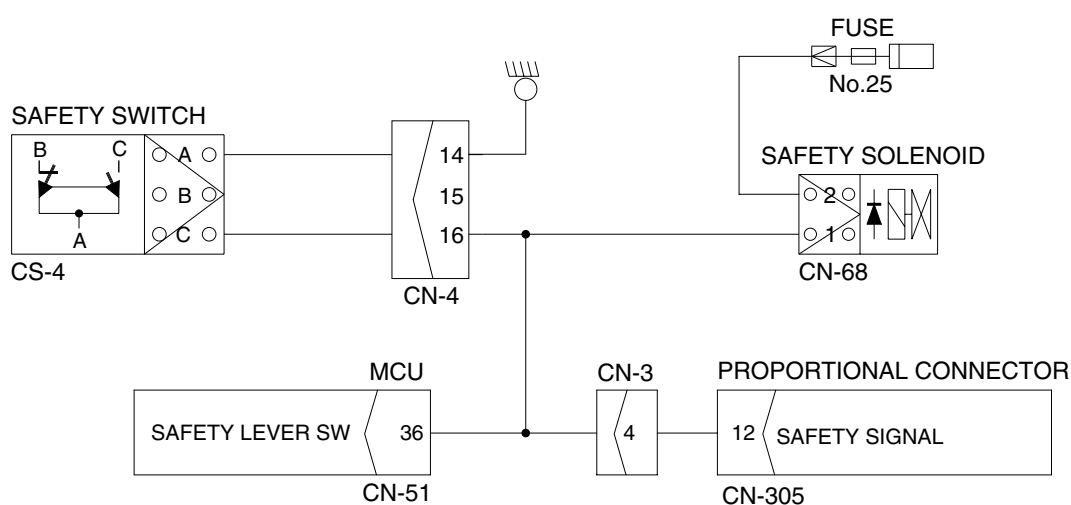 FUSE
No.25
SAFETY SWITCH
B C
A
A
B
C
CS-4
14
15
16
CN-4
SAFETY SOLENOID
2
1
CN-68
MCU
SAFETY LEVER SW 36
CN-51
CN-3
4
PROPORTIONAL CONNECTOR
12 SAFETY SIGNAL
CN-305